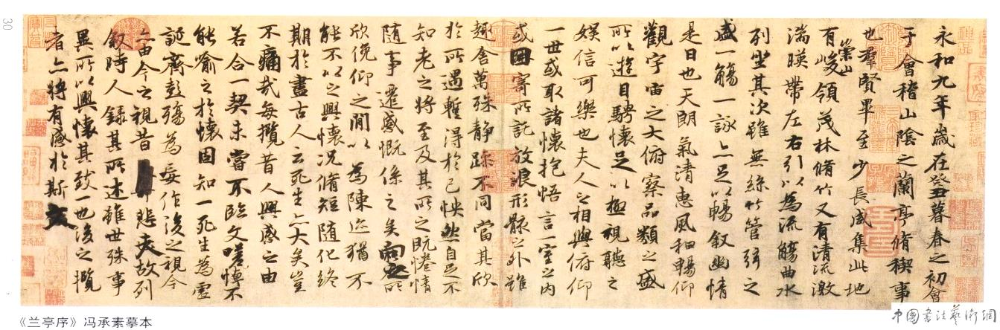 永和九年歲在癸丑暮春之初會
于會稽山陰之蘭亭脩稧事
也羣賢畢至少長咸集此地
有崇山峻領茂林脩竹又有清流激
湍暎帶左右引以為流觴曲水
列坐其次雖無絲竹管弦之
盛一觴一詠亦足以暢敘幽情
是日也天朗氣清惠風和暢仰
觀宇宙之大俯察品類之盛
所以遊目騁懷足以極視聽之
娛信可樂也夫人之相與俯仰
一世或取諸懷抱悟言一室之內
或因寄所託放浪形骸之外雖
趣舍萬殊靜躁不同當其欣
於所遇暫得於己怏然自足不
知老之將至及其所之既惓情
隨事遷感慨係之矣向之所
欣俛仰之閒以為陳迹猶不
能不以之興懷況脩短隨化終
期於盡古人云死生亦大矣豈
不痛哉每攬昔人興感之由
若合一契未嘗不臨文嗟悼不
能喻之於懷固知一死生為虛
誕齊彭殤為妄作後之視今
亦由今之視昔悲夫故列
敘時人錄其所述雖世殊事
異所以興懷其致一也後之攬
者亦將有感於斯文
30
《兰亭序》冯承素摹本
中國書法藝術網